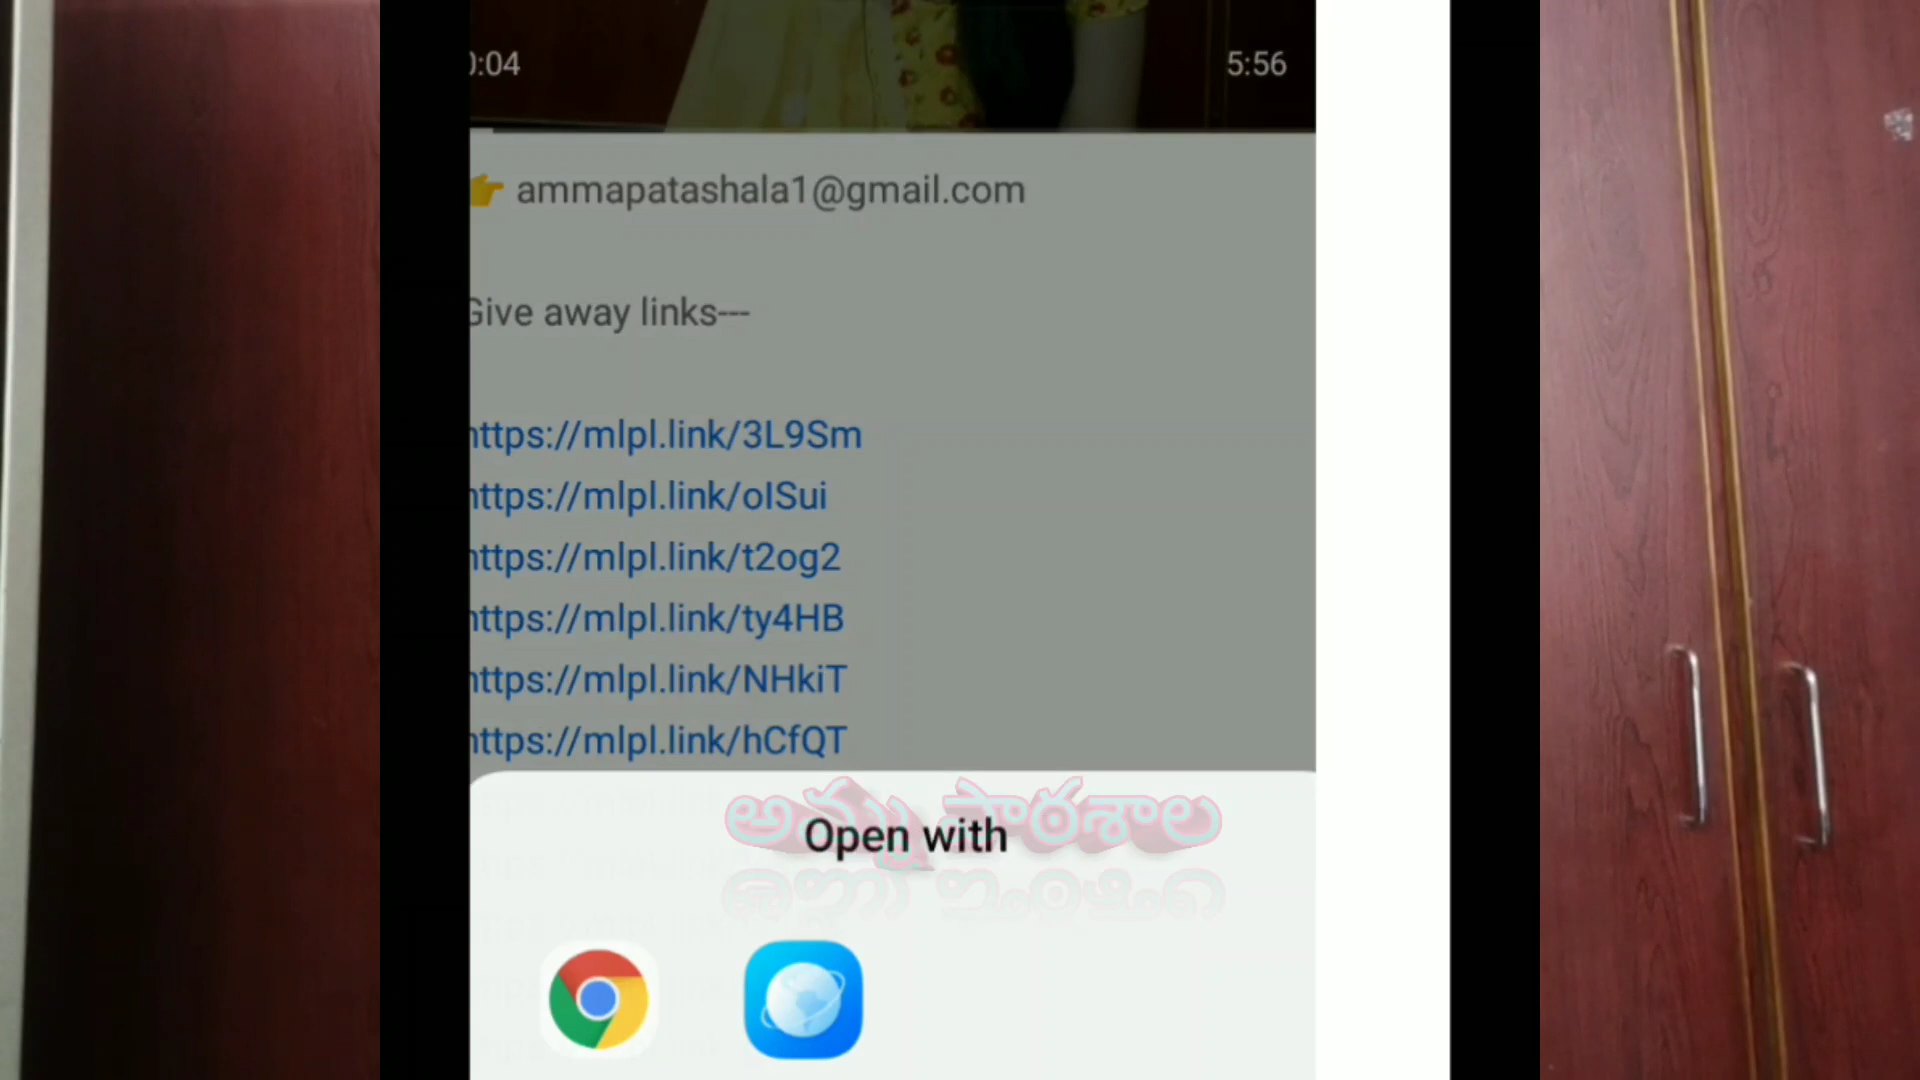 0:04
5:56
👉 ammapatashala1@gmail.com
Give away links---
https://mlpl.link/3L9Sm
https://mlpl.link/oISui
https://mlpl.link/t2og2
https://mlpl.link/ty4HB
https://mlpl.link/NHkiT
https://mlpl.link/hCfQT
అమ్మ పాఠశాల
Open with